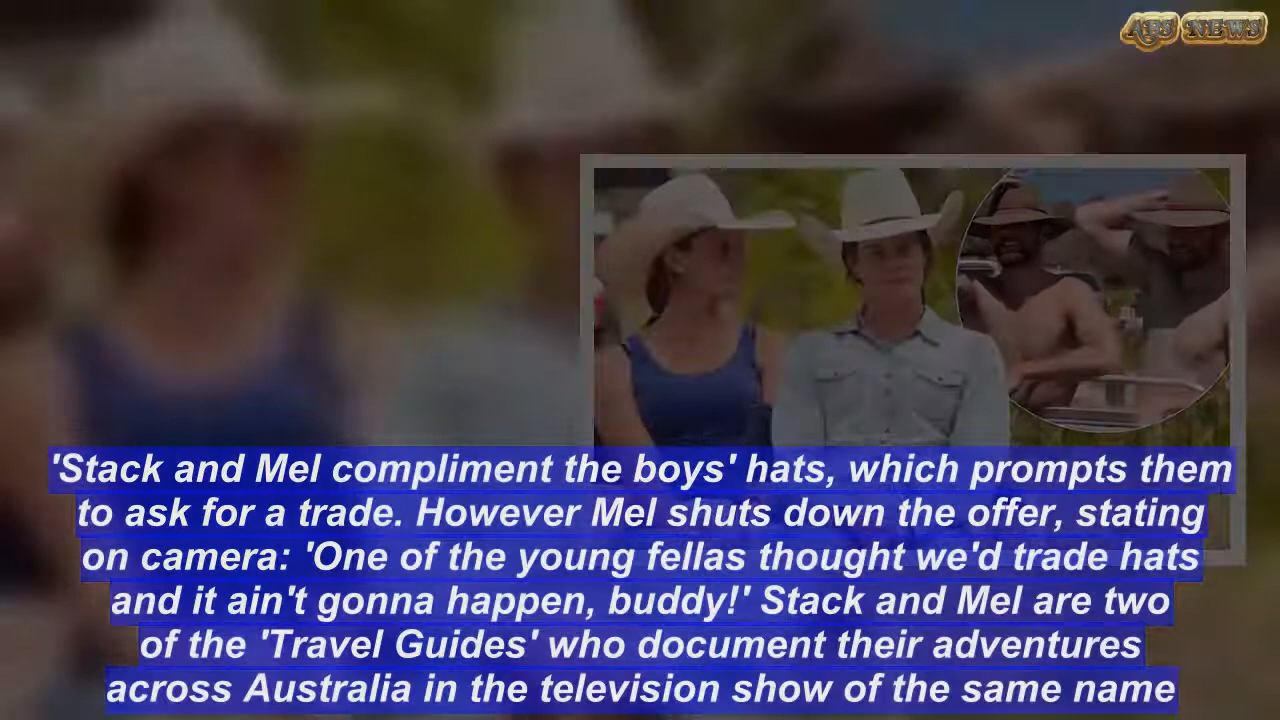 APS NEWS
'Stack and Mel compliment the boys' hats, which prompts them
to ask for a trade. However Mel shuts down the offer, stating
on camera: 'One of the young fellas thought we'd trade hats
and it ain't gonna happen, buddy!' Stack and Mel are two
of the 'Travel Guides' who document their adventures
across Australia in the television show of the same name